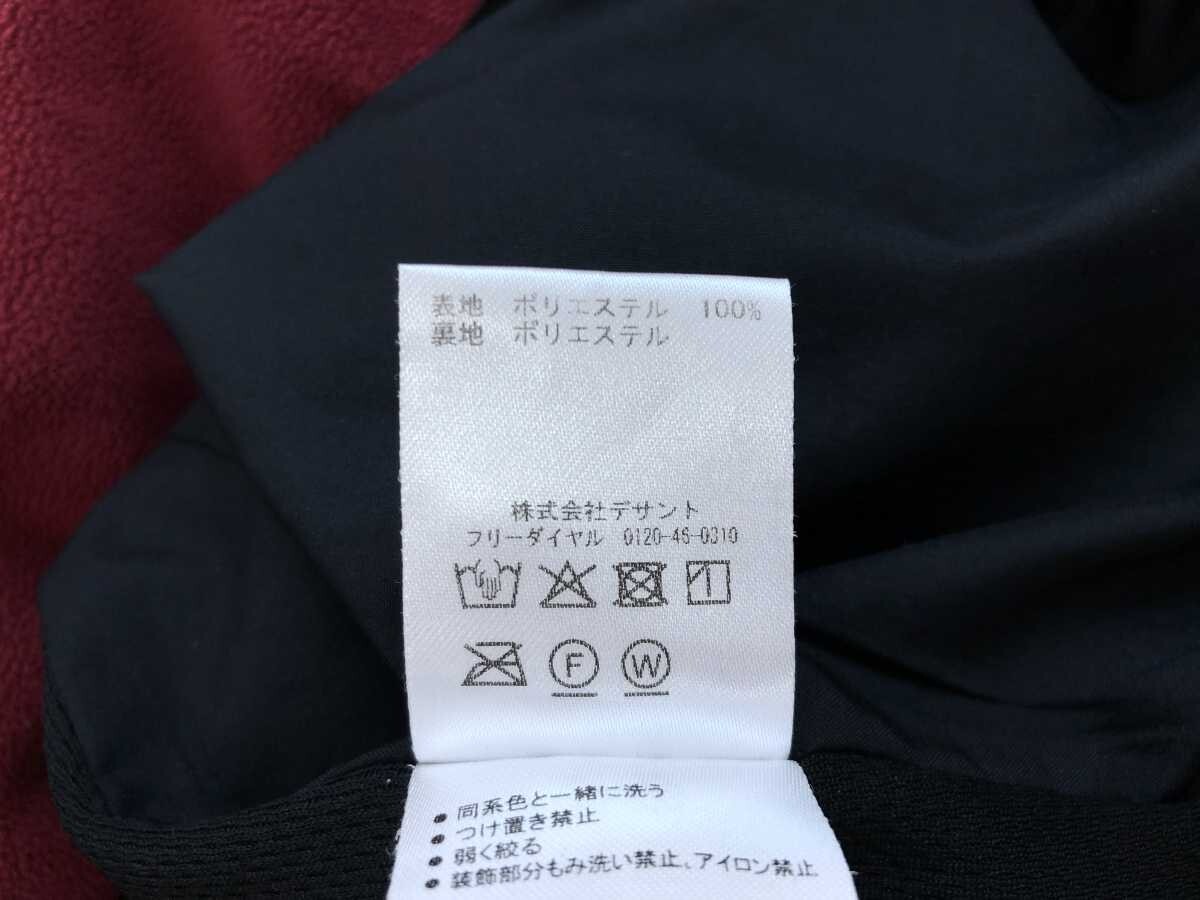 表地 ポリエステル 100%
裏地 ポリエステル
株式会社デサント
フリーダイヤル 0120-46-0310
F W
• 同系色と一緒に洗う
• つけ置き禁止
• 弱く絞る
• 装飾部分もみ洗い禁止、アイロン禁止